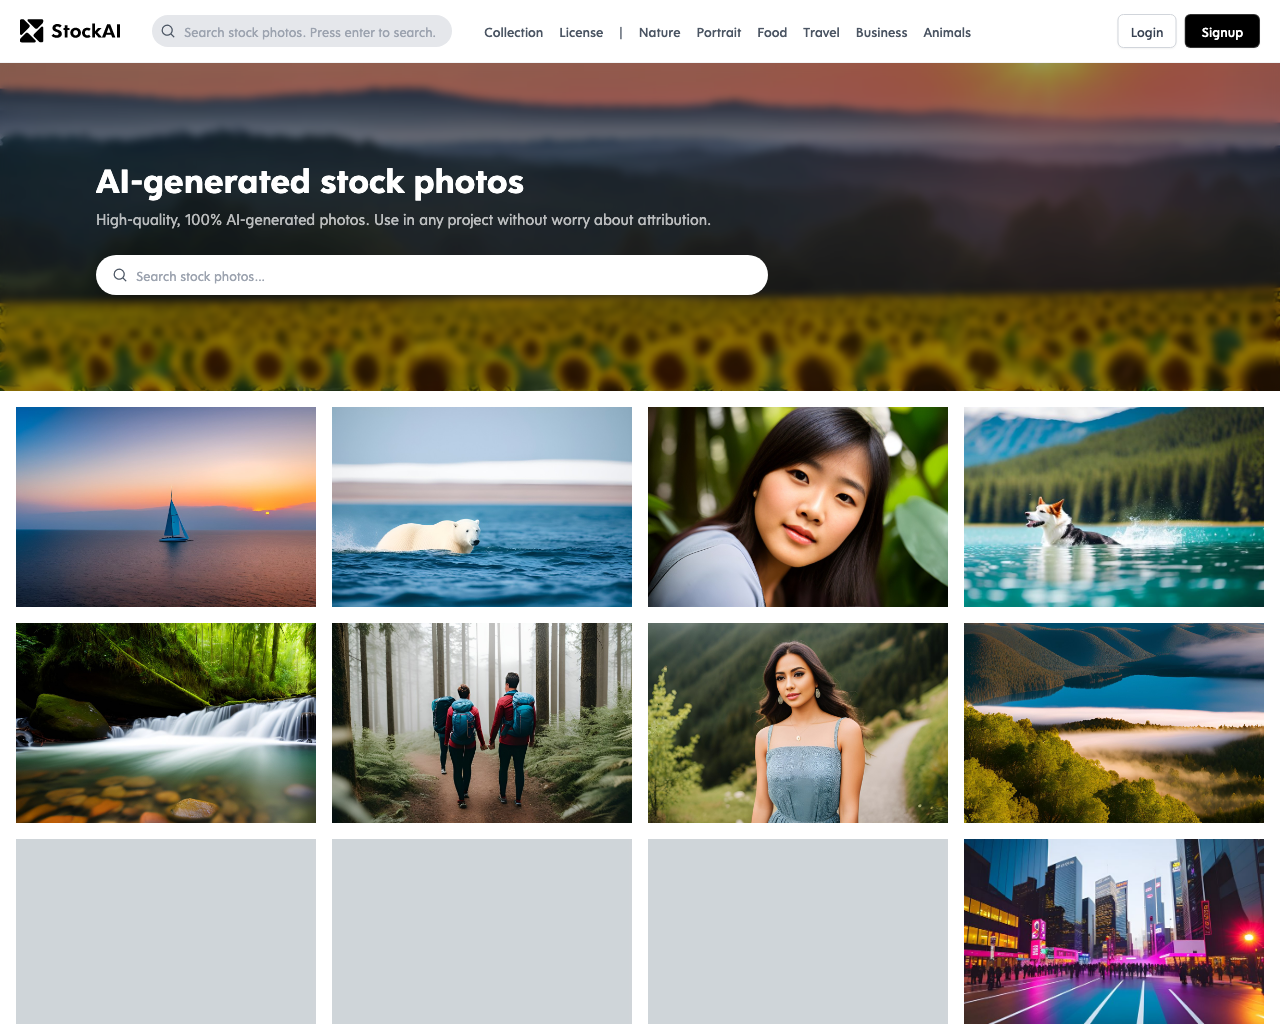 StockAI
Search stock photos. Press enter to search.
Collection License | Nature Portrait Food Travel Business Animals
Login Signup
AI-generated stock photos
High-quality, 100% AI-generated photos. Use in any project without worry about attribution.
Search stock photos...